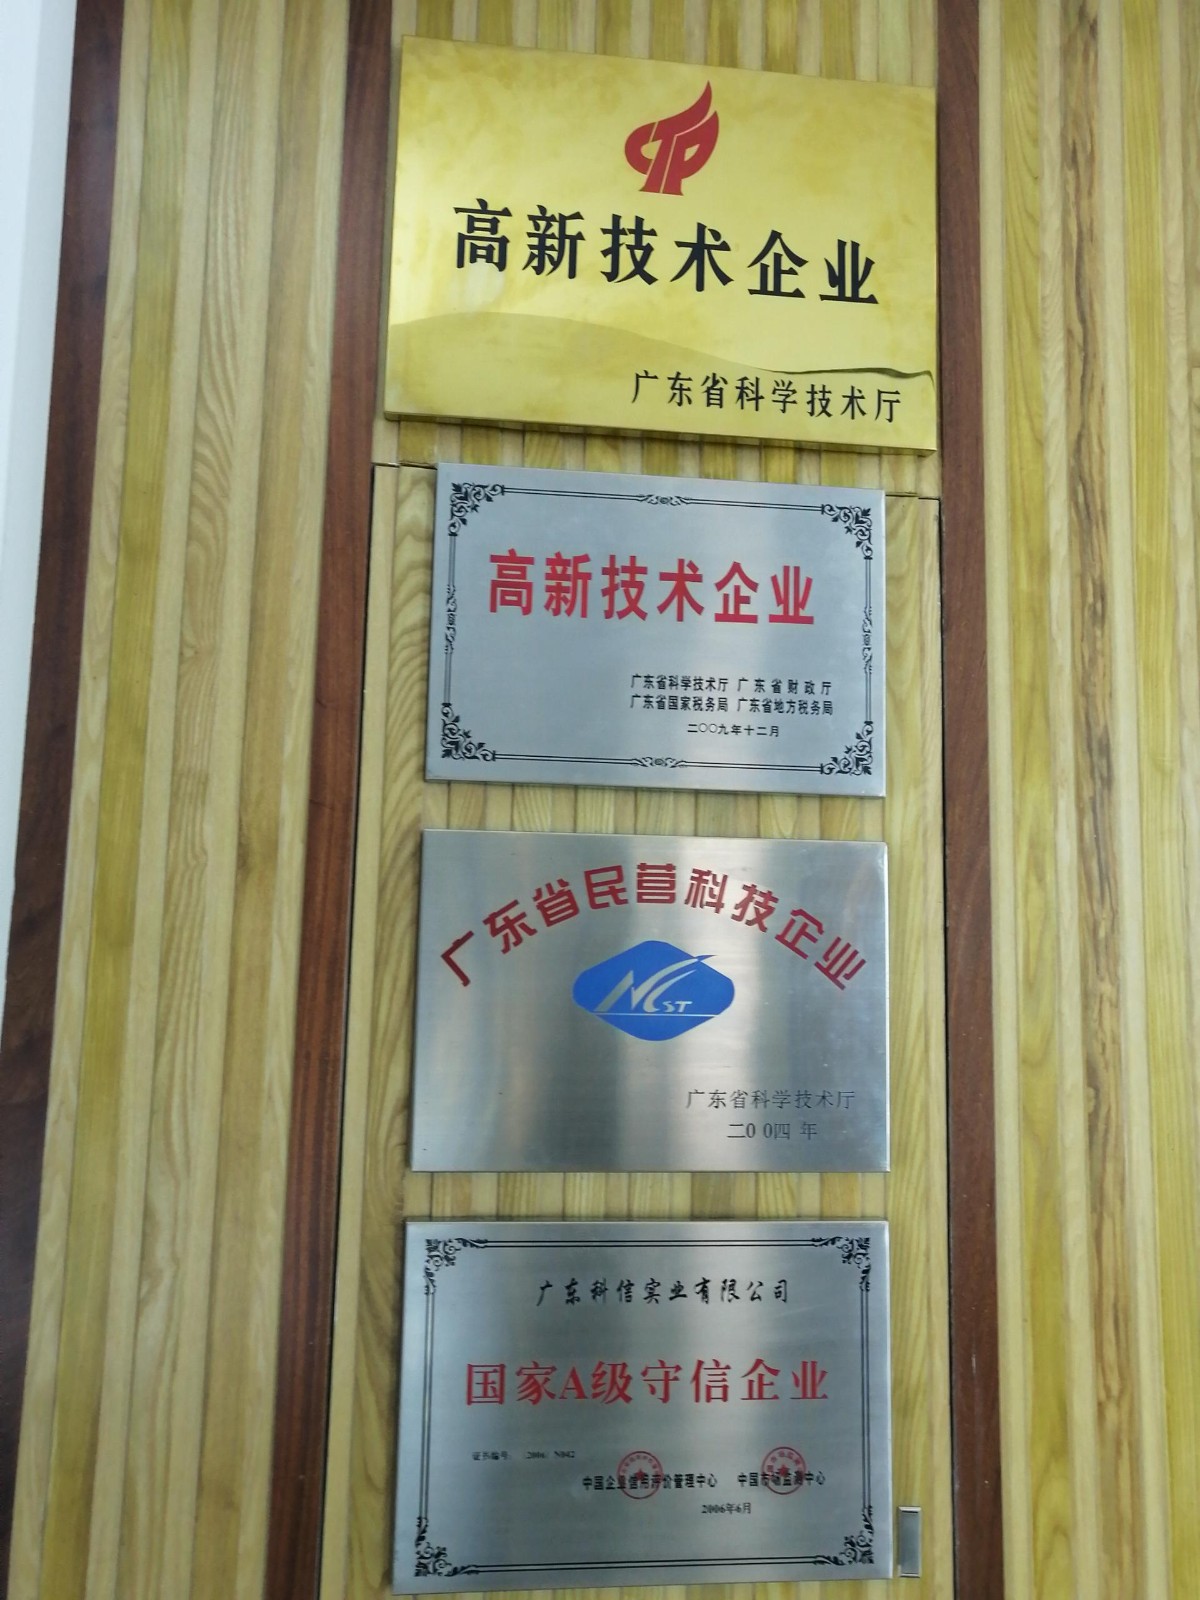 CTP
高新技术企业
广东省科学技术厅
高新技术企业
广东省科学技术厅 广东省财政厅
广东省国家税务局 广东省地方税务局
二〇〇九年十二月
广东省民营科技企业
NCST
广东省科学技术厅
二00四 年
广东科信实业有限公司
国家A级守信企业
证书编号:
中国企业信用评价管理中心 中国市场监测中心
2006年6月